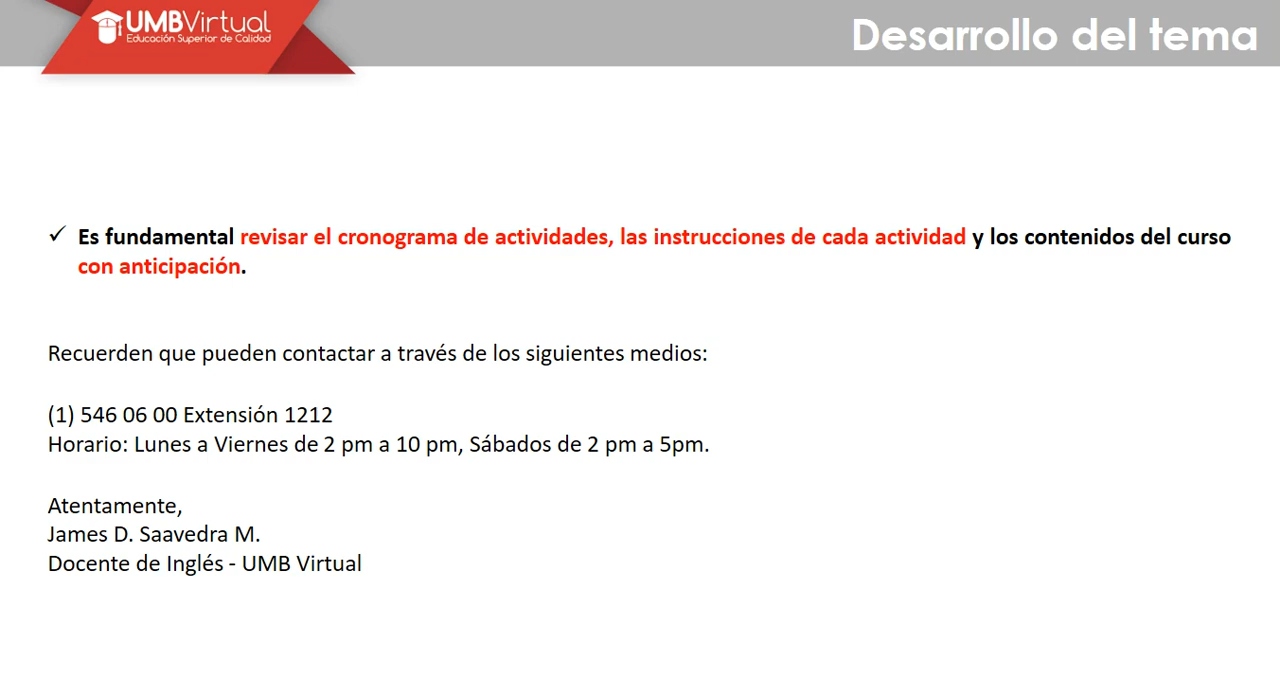 UMBVirtual
Educación Superior de Calidad
Desarrollo del tema
✓ Es fundamental revisar el cronograma de actividades, las instrucciones de cada actividad y los contenidos del curso
con anticipación.
Recuerden que pueden contactar a través de los siguientes medios:
(1) 546 06 00 Extensión 1212
Horario: Lunes a Viernes de 2 pm a 10 pm, Sábados de 2 pm a 5pm.
Atentamente,
James D. Saavedra M.
Docente de Inglés - UMB Virtual